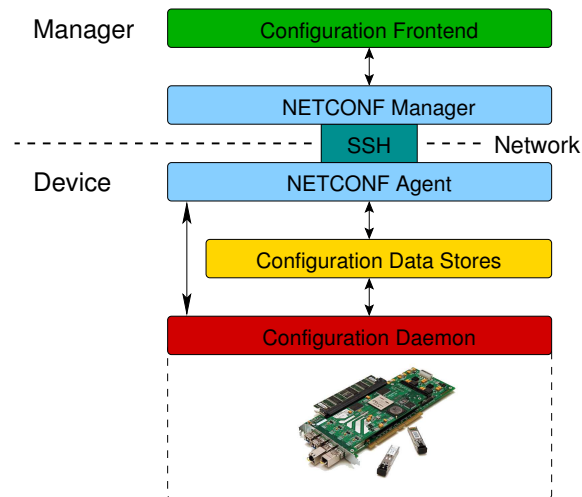 Manager
Configuration Frontend
NETCONF Manager
SSH
Network
Device
NETCONF Agent
Configuration Data Stores
Configuration Daemon